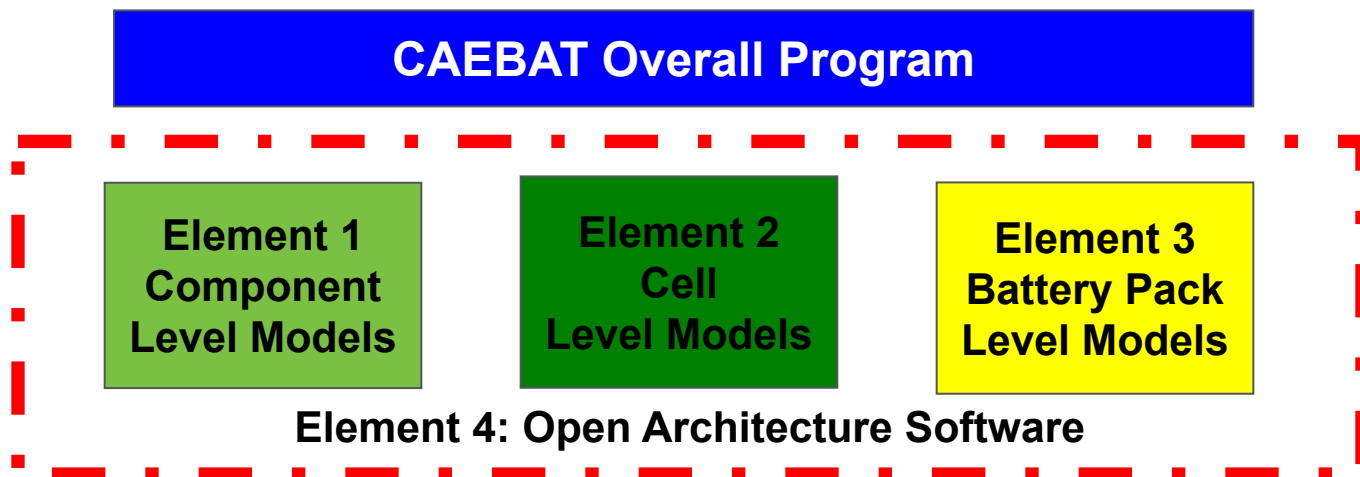 CAEBAT Overall Program
Element 1
Component
Level Models
Element 2
Cell
Level Models
Element 3
Battery Pack
Level Models
Element 4: Open Architecture Software